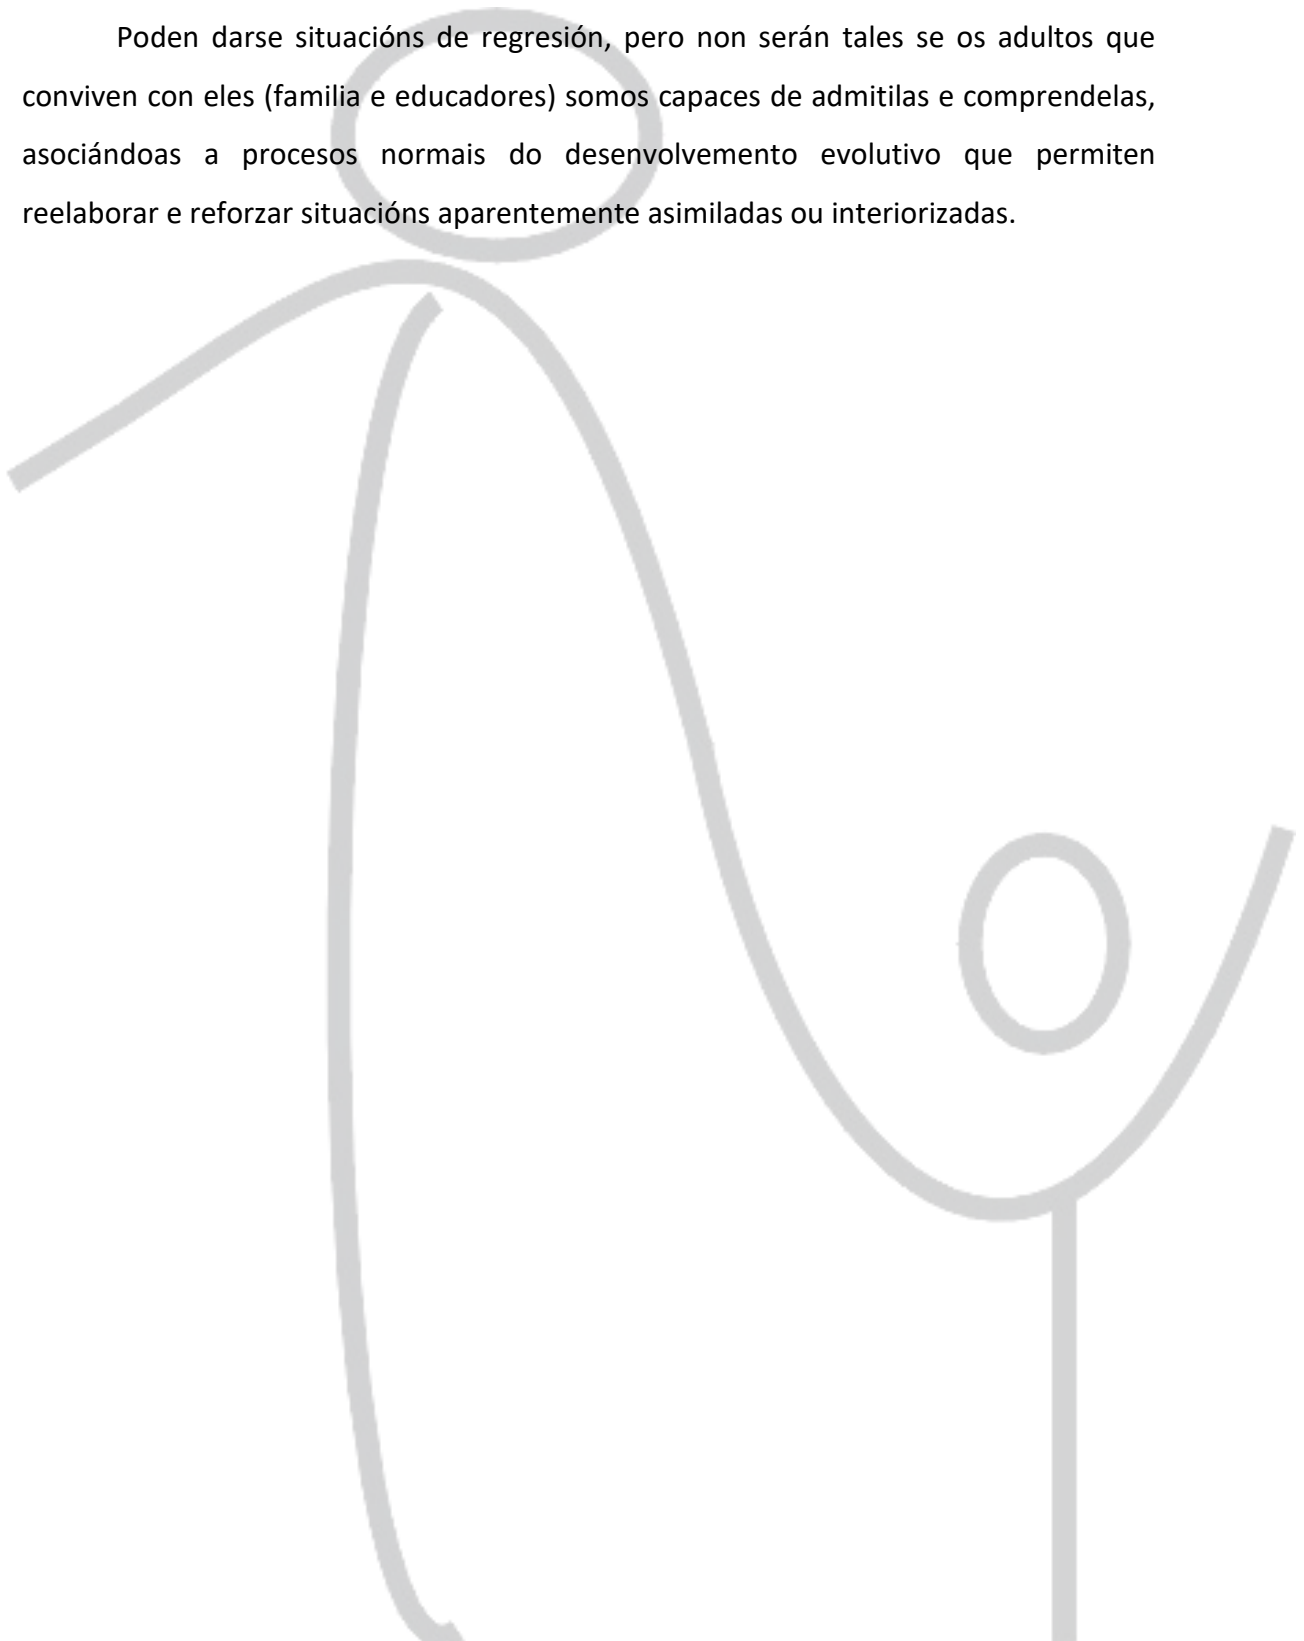 Poden darse situacións de regresión, pero non serán tales se os adultos que
conviven con eles (familia e educadores) somos capaces de admitilas e comprendelas,
asociándoas a procesos normais do desenvolvemento evolutivo que permiten
reelaborar e reforzar situacións aparentemente asimiladas ou interiorizadas.